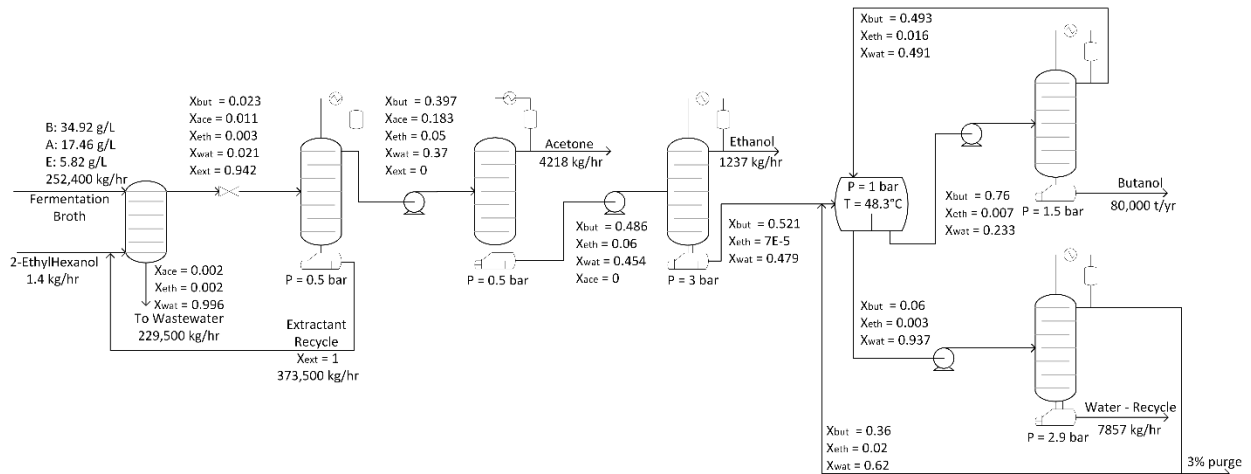 B: 34.92 g/L
A: 17.46 g/L
E: 5.82 g/L
252,400 kg/hr
Fermentation
Broth
2-EthylHexanol
1.4 kg/hr
Xace = 0.002
Xeth = 0.002
Xwat = 0.996
To Wastewater
229,500 kg/hr
Xbut = 0.023
Xace = 0.011
Xeth = 0.003
Xwat = 0.021
Xext = 0.942
P = 0.5 bar
Extractant
Recycle
Xext = 1
373,500 kg/hr
Xbut = 0.397
Xace = 0.183
Xeth = 0.05
Xwat = 0.37
Xext = 0
Acetone
4218 kg/hr
P = 0.5 bar
Xbut = 0.486
Xeth = 0.06
Xwat = 0.454
Xace = 0
Ethanol
1237 kg/hr
P = 3 bar
Xbut = 0.521
Xeth = 7E-5
Xwat = 0.479
P = 1 bar
T = 48.3°C
Xbut = 0.493
Xeth = 0.016
Xwat = 0.491
Xbut = 0.76
Xeth = 0.007
Xwat = 0.233
P = 1.5 bar
Butanol
80,000 t/yr
Xbut = 0.06
Xeth = 0.003
Xwat = 0.937
P = 2.9 bar
Water - Recycle
7857 kg/hr
Xbut = 0.36
Xeth = 0.02
Xwat = 0.62
3% purge